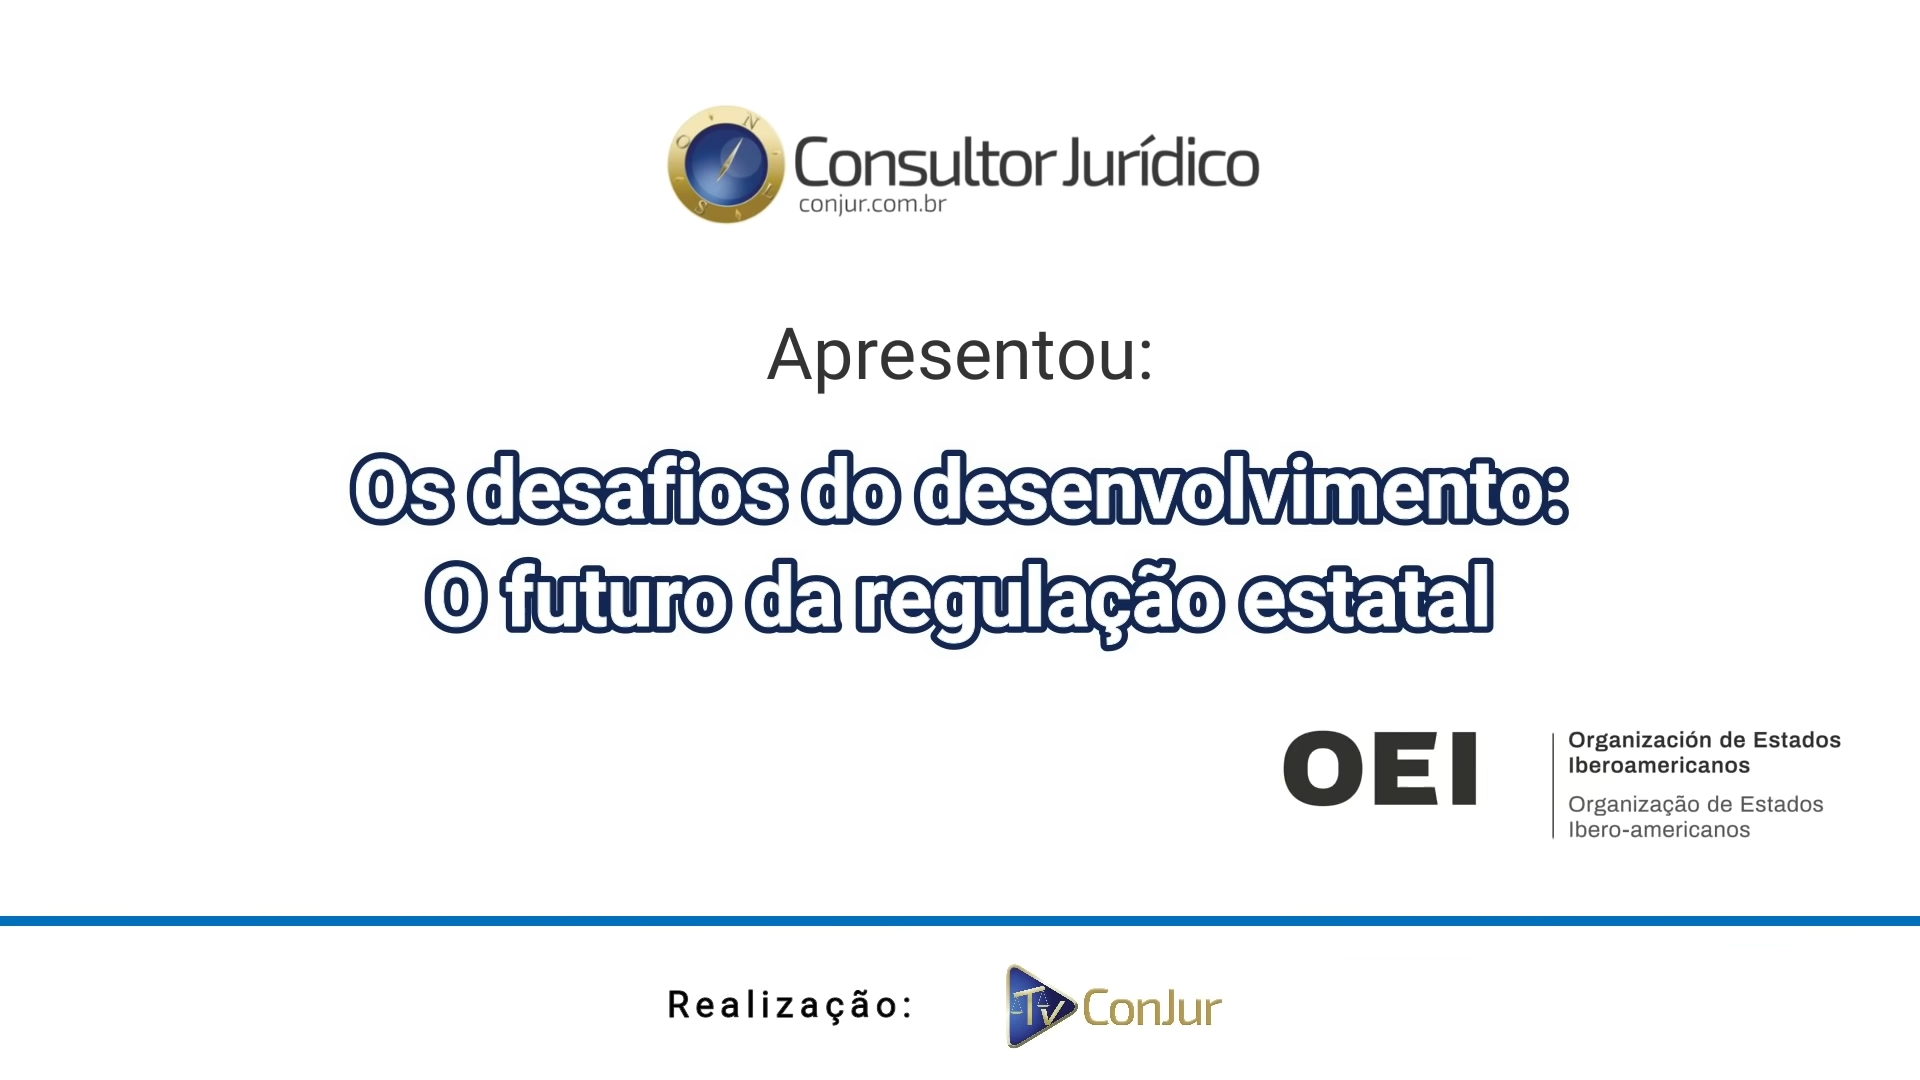 Consultor Jurídico
conjur.com.br
Apresentou:
Os desafios do desenvolvimento:
O futuro da regulação estatal
OEI
Organización de Estados
Iberoamericanos
Organização de Estados
Ibero-americanos
Realização:
TV ConJur